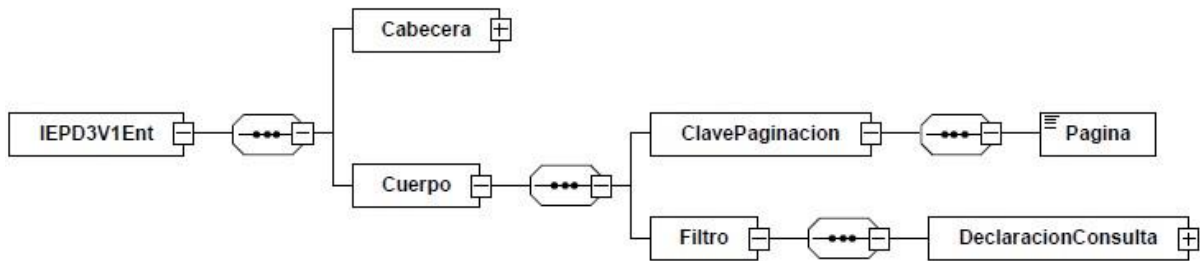 Cabecera
IEPD3V1Ent
ClavePaginacion
Pagina
Cuerpo
Filtro
DeclaracionConsulta